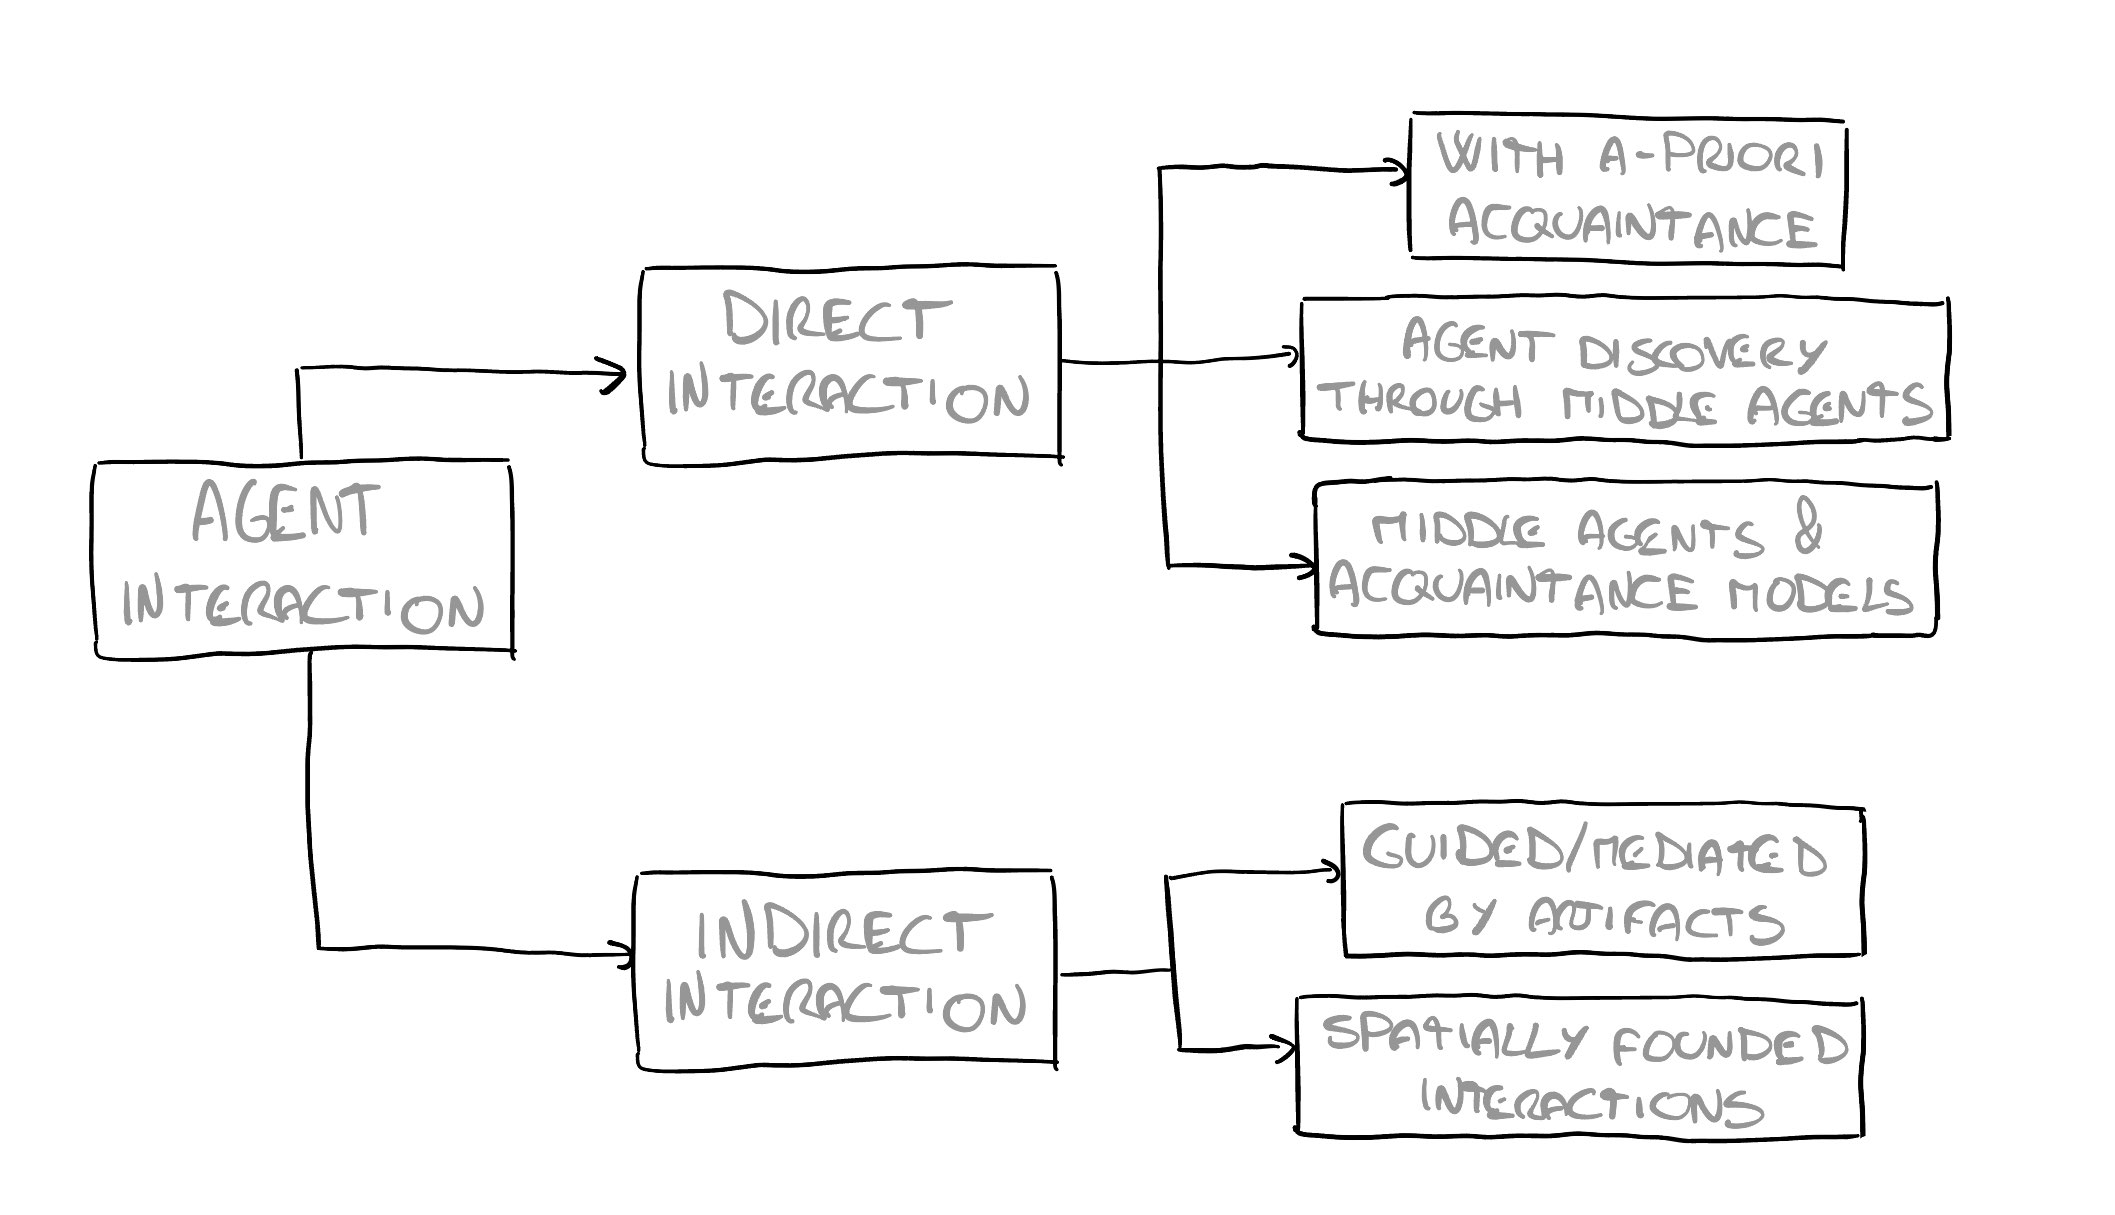 WITH A-PRIORI
ACQUAINTANCE
DIRECT
INTERACTION
AGENT DISCOVERY
THROUGH MIDDLE AGENTS
AGENT
INTERACTION
MIDDLE AGENTS &
ACQUAINTANCE MODELS
GUIDED/MEDIATED
BY ARTIFACTS
INDIRECT
INTERACTION
SPATIALLY FOUNDED
INTERACTIONS